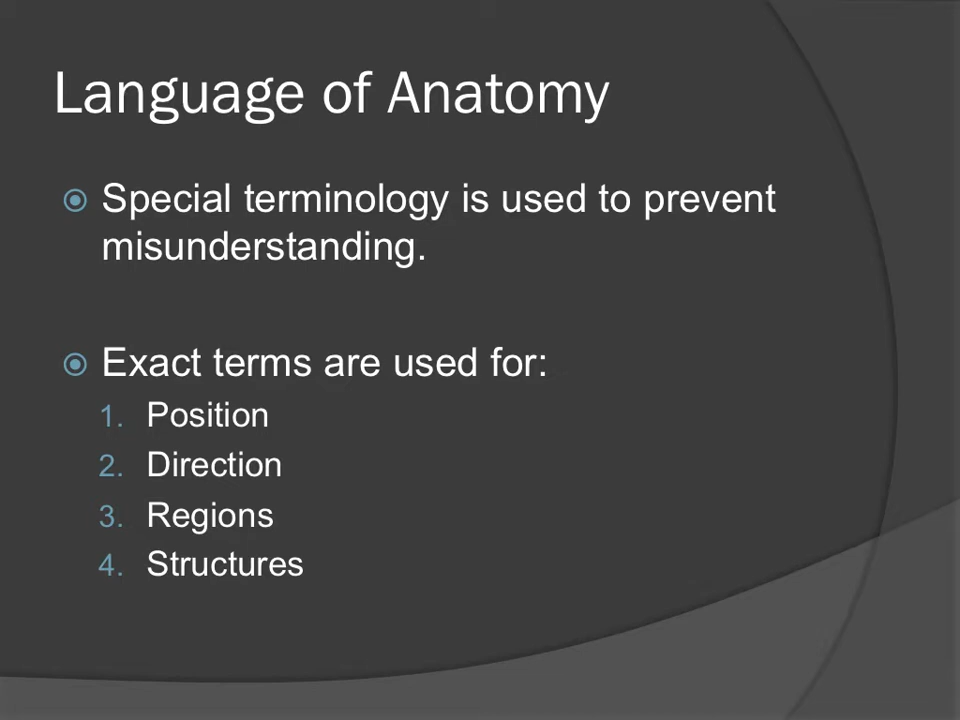 Language of Anatomy
Special terminology is used to prevent
misunderstanding.
Exact terms are used for:
1. Position
2. Direction
3. Regions
4. Structures